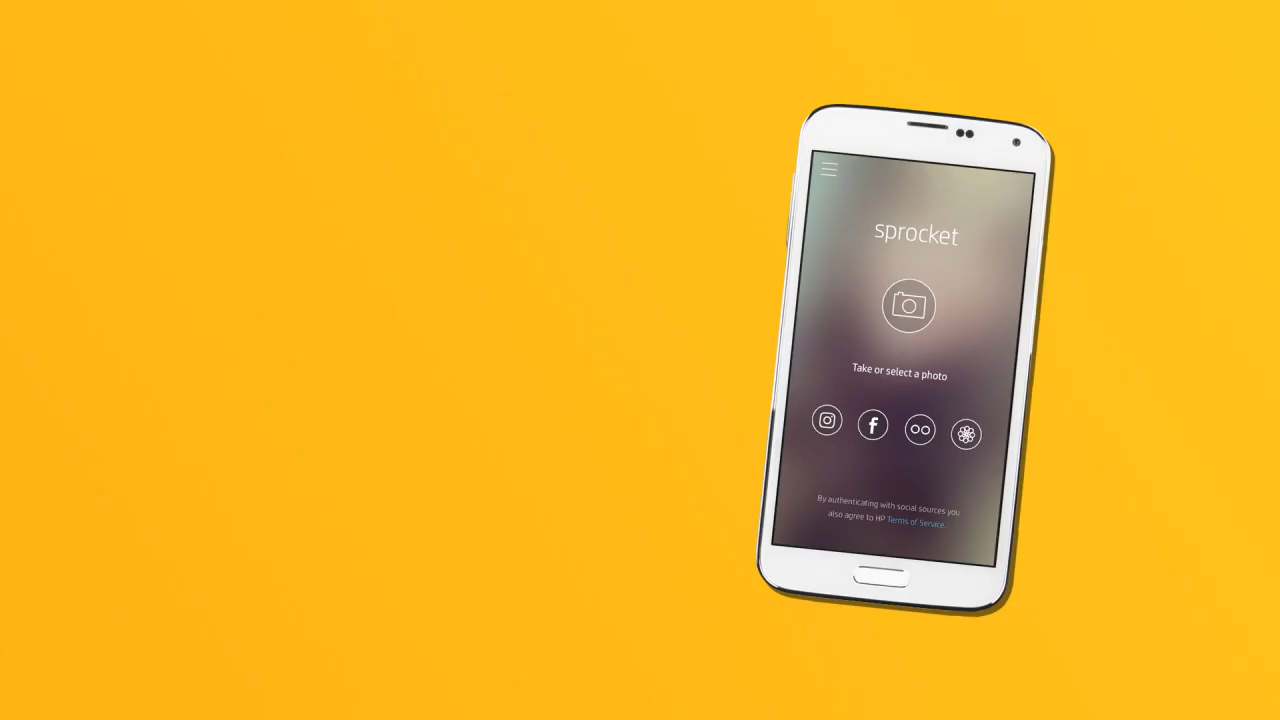 sprocket
Take or select a photo
By authenticating with social sources you
also agree to HP Terms of Service.